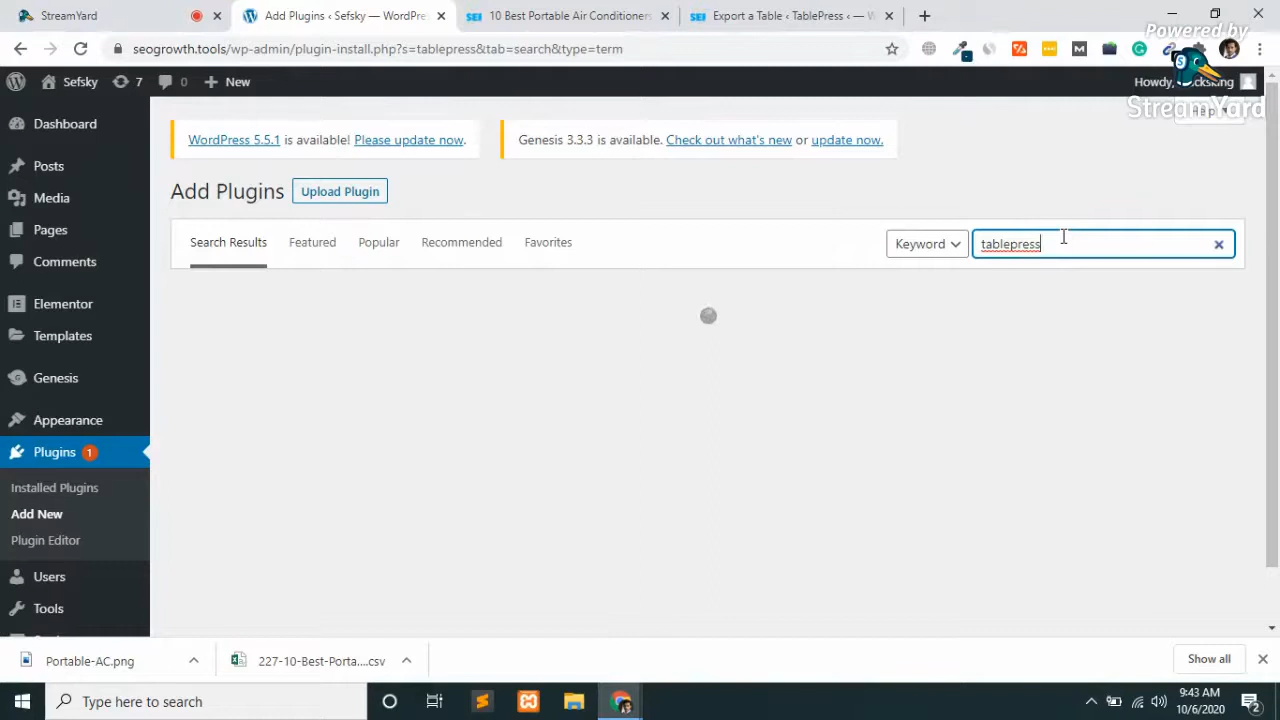 StreamYard
Add Plugins ‹ Sefsky — WordPre
10 Best Portable Air Conditioners
Export a Table ‹ TablePress ‹ — W
seogrowth.tools/wp-admin/plugin-install.php?s=tablepress&tab=search&type=term
Powered by
StreamYard
Sefsky
7
0
New
Howdy,
Help
Dashboard
Posts
Media
Pages
Comments
Elementor
Templates
Genesis
Appearance
Plugins 1
Installed Plugins
Add New
Plugin Editor
Users
Tools
WordPress 5.5.1 is available! Please update now.
Genesis 3.3.3 is available. Check out what's new or update now.
Add Plugins
Upload Plugin
Search Results
Featured
Popular
Recommended
Favorites
Keyword
tablepress
Portable-AC.png
227-10-Best-Porta....csv
Show all
Type here to search
9:43 AM
10/6/2020
2